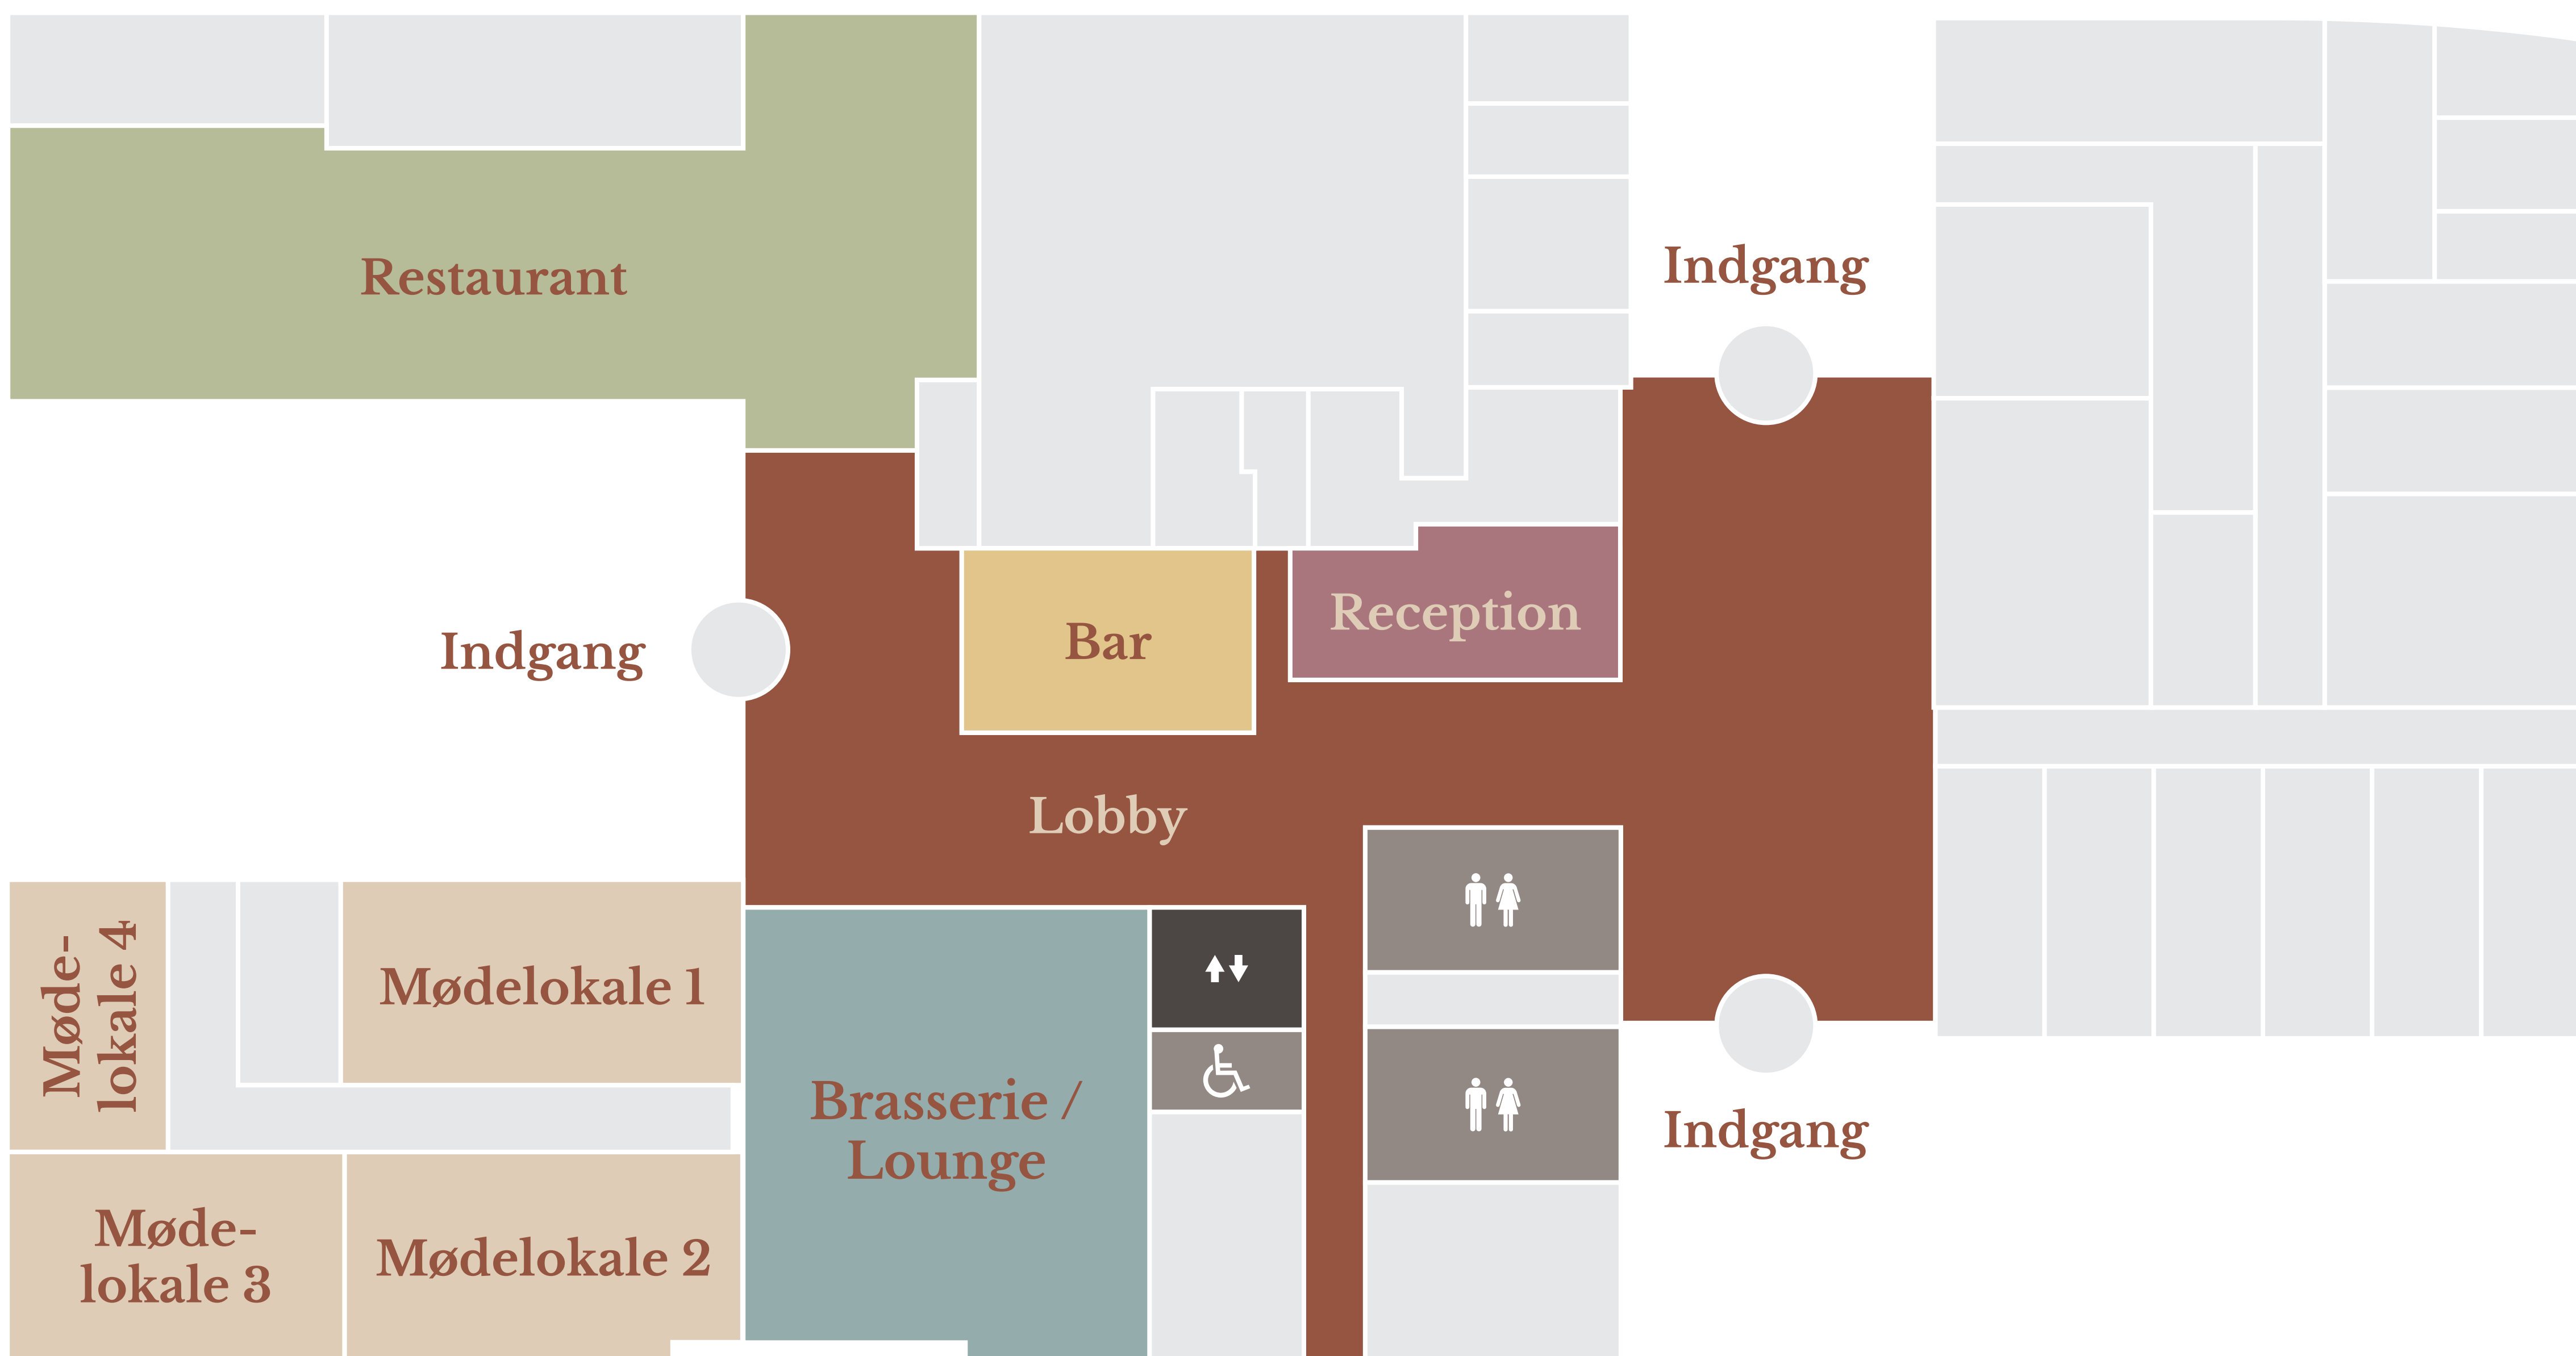 Restaurant
Indgang
Indgang
Bar
Reception
Lobby
Møde-
lokale 4
Mødelokale 1
Brasserie /
Lounge
Indgang
Møde-
lokale 3
Mødelokale 2